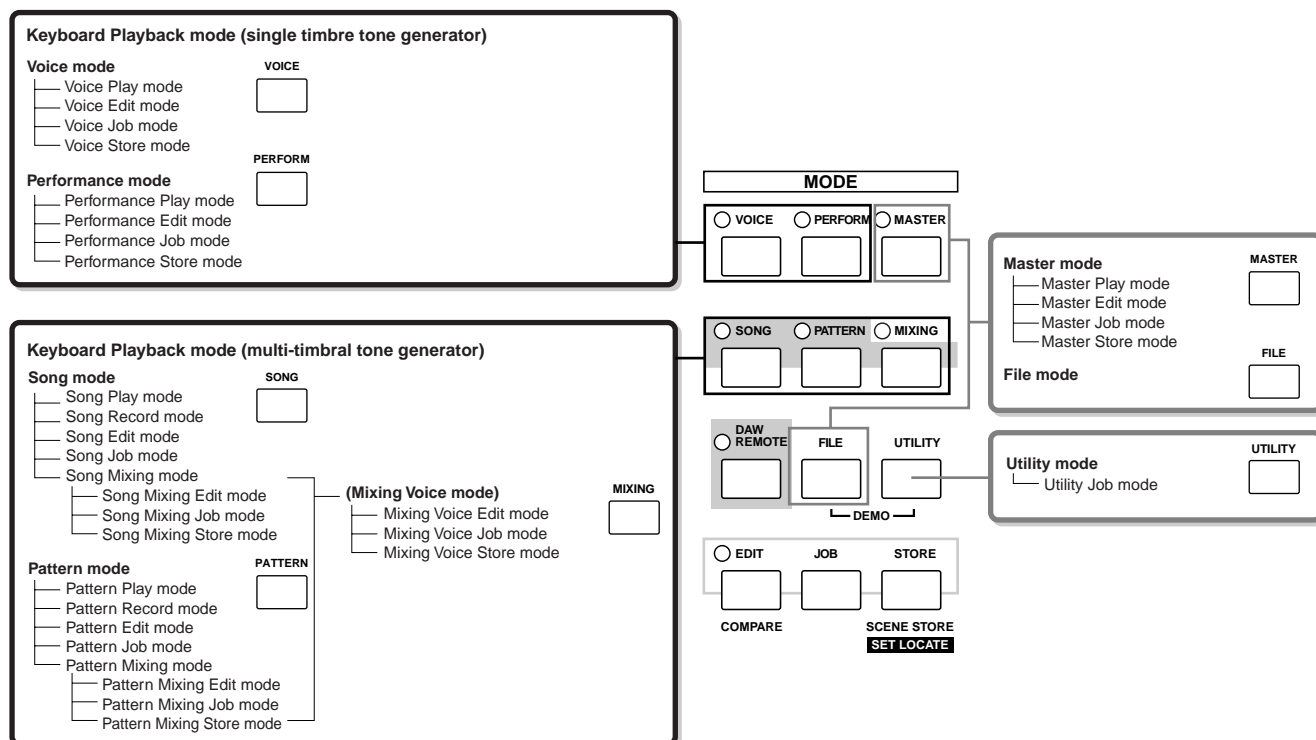 Keyboard Playback mode (single timbre tone generator)
Voice mode
VOICE
Voice Play mode
Voice Edit mode
Voice Job mode
Voice Store mode
PERFORM
Performance mode
Performance Play mode
Performance Edit mode
Performance Job mode
Performance Store mode
Keyboard Playback mode (multi-timbral tone generator)
Song mode
SONG
Song Play mode
Song Record mode
Song Edit mode
Song Job mode
Song Mixing mode
Song Mixing Edit mode
Song Mixing Job mode
Song Mixing Store mode
(Mixing Voice mode)
MIXING
Mixing Voice Edit mode
Mixing Voice Job mode
Mixing Voice Store mode
Pattern mode
PATTERN
Pattern Play mode
Pattern Record mode
Pattern Edit mode
Pattern Job mode
Pattern Mixing mode
Pattern Mixing Edit mode
Pattern Mixing Job mode
Pattern Mixing Store mode
MODE
VOICE PERFORM MASTER
SONG PATTERN MIXING
DAW
REMOTE FILE UTILITY
DEMO
EDIT JOB STORE
COMPARE SCENE STORE
SET LOCATE
Master mode
MASTER
Master Play mode
Master Edit mode
Master Job mode
Master Store mode
FILE
File mode
UTILITY
Utility mode
Utility Job mode